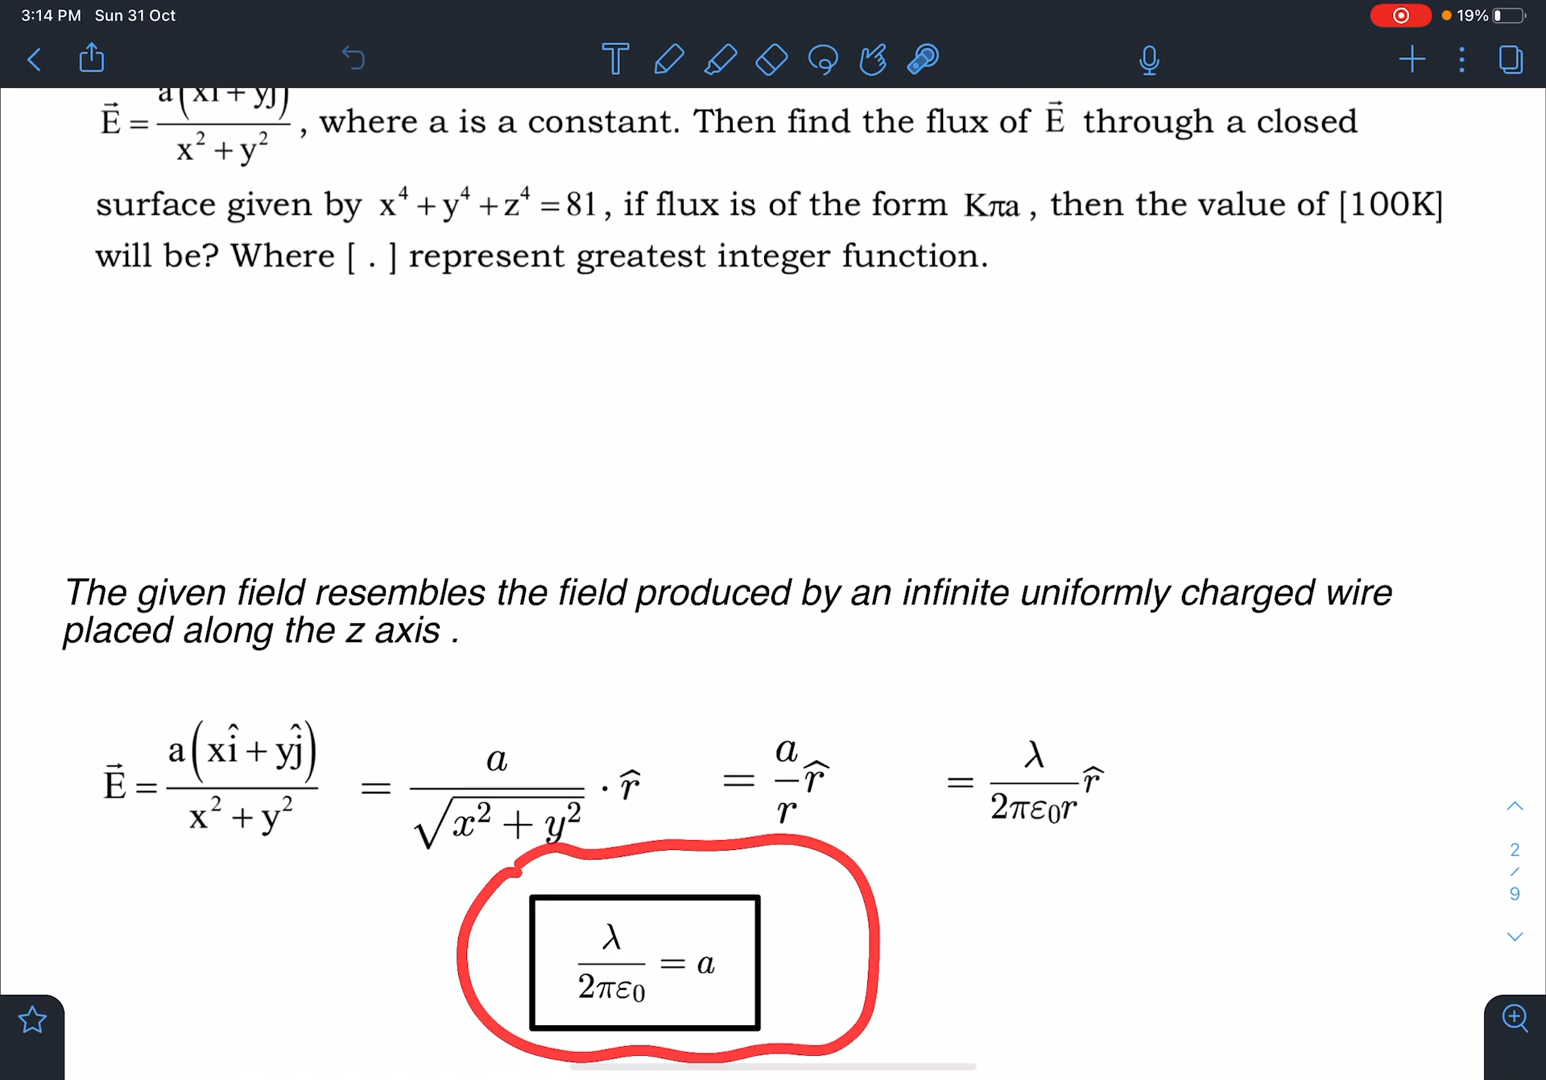 3:14 PM Sun 31 Oct
19%
T
E⃗ = a(xi + yj) / (x² + y²), where a is a constant. Then find the flux of E⃗ through a closed
surface given by x⁴ + y⁴ + z⁴ = 81, if flux is of the form Kπa, then the value of [100K]
will be? Where [ . ] represent greatest integer function.
The given field resembles the field produced by an infinite uniformly charged wire
placed along the z axis .
E⃗ = a(xî + yĵ) / (x² + y²) = a / √(x² + y²) · r̂ = a/r r̂ = λ / (2πε₀r) r̂
λ / (2πε₀) = a
2
/
9